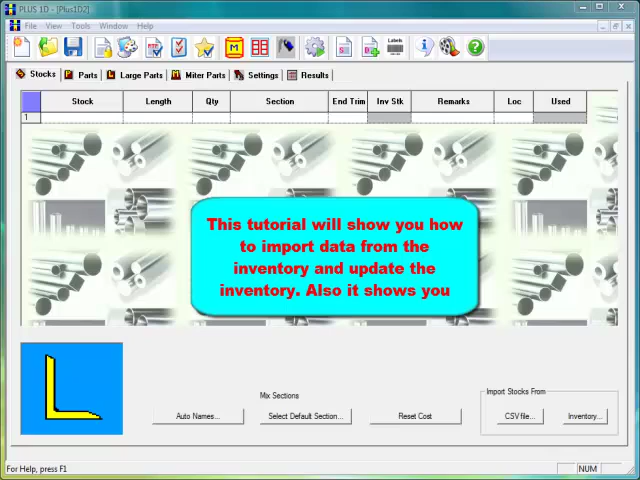 PLUS 1D - [Plus1D2]
File View Tools Window Help
Labels
Stocks Parts Large Parts Miter Parts Settings Results
Stock Length Qty Section End Trim Inv Stk Remarks Loc Used
1
This tutorial will show you how
to import data from the
inventory and update the
inventory. Also it shows you
Mix Sections
Import Stocks From
Auto Names... Select Default Section... Reset Cost CSV file... Inventory...
For Help, press F1 NUM